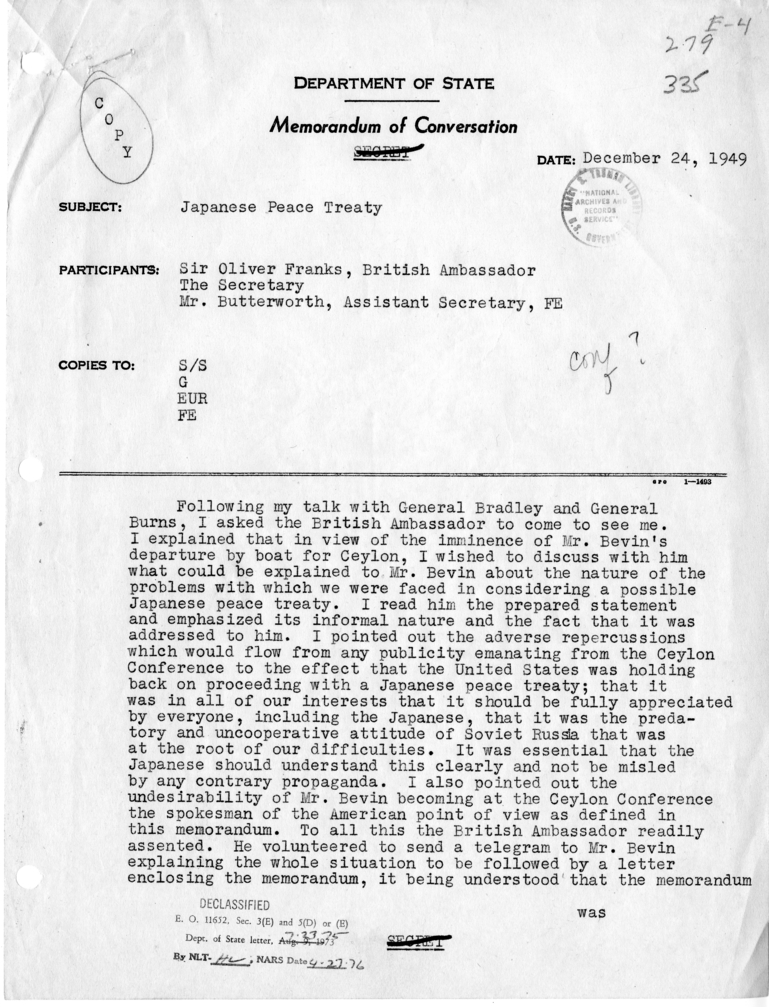 E-4
279
335
DEPARTMENT OF STATE
COPY
Memorandum of Conversation
SECRET
DATE: December 24, 1949
HARRY S. TRUMAN LIBRARY
"NATIONAL
ARCHIVES AND
RECORDS
SERVICE"
U.S. GOVERN
SUBJECT: Japanese Peace Treaty
PARTICIPANTS: Sir Oliver Franks, British Ambassador
The Secretary
Mr. Butterworth, Assistant Secretary, FE
conf ?
COPIES TO: S/S
G
EUR
FE
GPO 1—1493
Following my talk with General Bradley and General
Burns, I asked the British Ambassador to come to see me.
I explained that in view of the imminence of Mr. Bevin's
departure by boat for Ceylon, I wished to discuss with him
what could be explained to Mr. Bevin about the nature of the
problems with which we were faced in considering a possible
Japanese peace treaty. I read him the prepared statement
and emphasized its informal nature and the fact that it was
addressed to him. I pointed out the adverse repercussions
which would flow from any publicity emanating from the Ceylon
Conference to the effect that the United States was holding
back on proceeding with a Japanese peace treaty; that it
was in all of our interests that it should be fully appreciated
by everyone, including the Japanese, that it was the preda-
tory and uncooperative attitude of Soviet Russia that was
at the root of our difficulties. It was essential that the
Japanese should understand this clearly and not be misled
by any contrary propaganda. I also pointed out the
undesirability of Mr. Bevin becoming at the Ceylon Conference
the spokesman of the American point of view as defined in
this memorandum. To all this the British Ambassador readily
assented. He volunteered to send a telegram to Mr. Bevin
explaining the whole situation to be followed by a letter
enclosing the memorandum, it being understood that the memorandum
was
DECLASSIFIED
E. O. 11652, Sec. 3(E) and 5(D) or (E)
Dept. of State letter, Aug. 9, 1973
By NLT- HC, NARS Date 4-27-76
SECRET